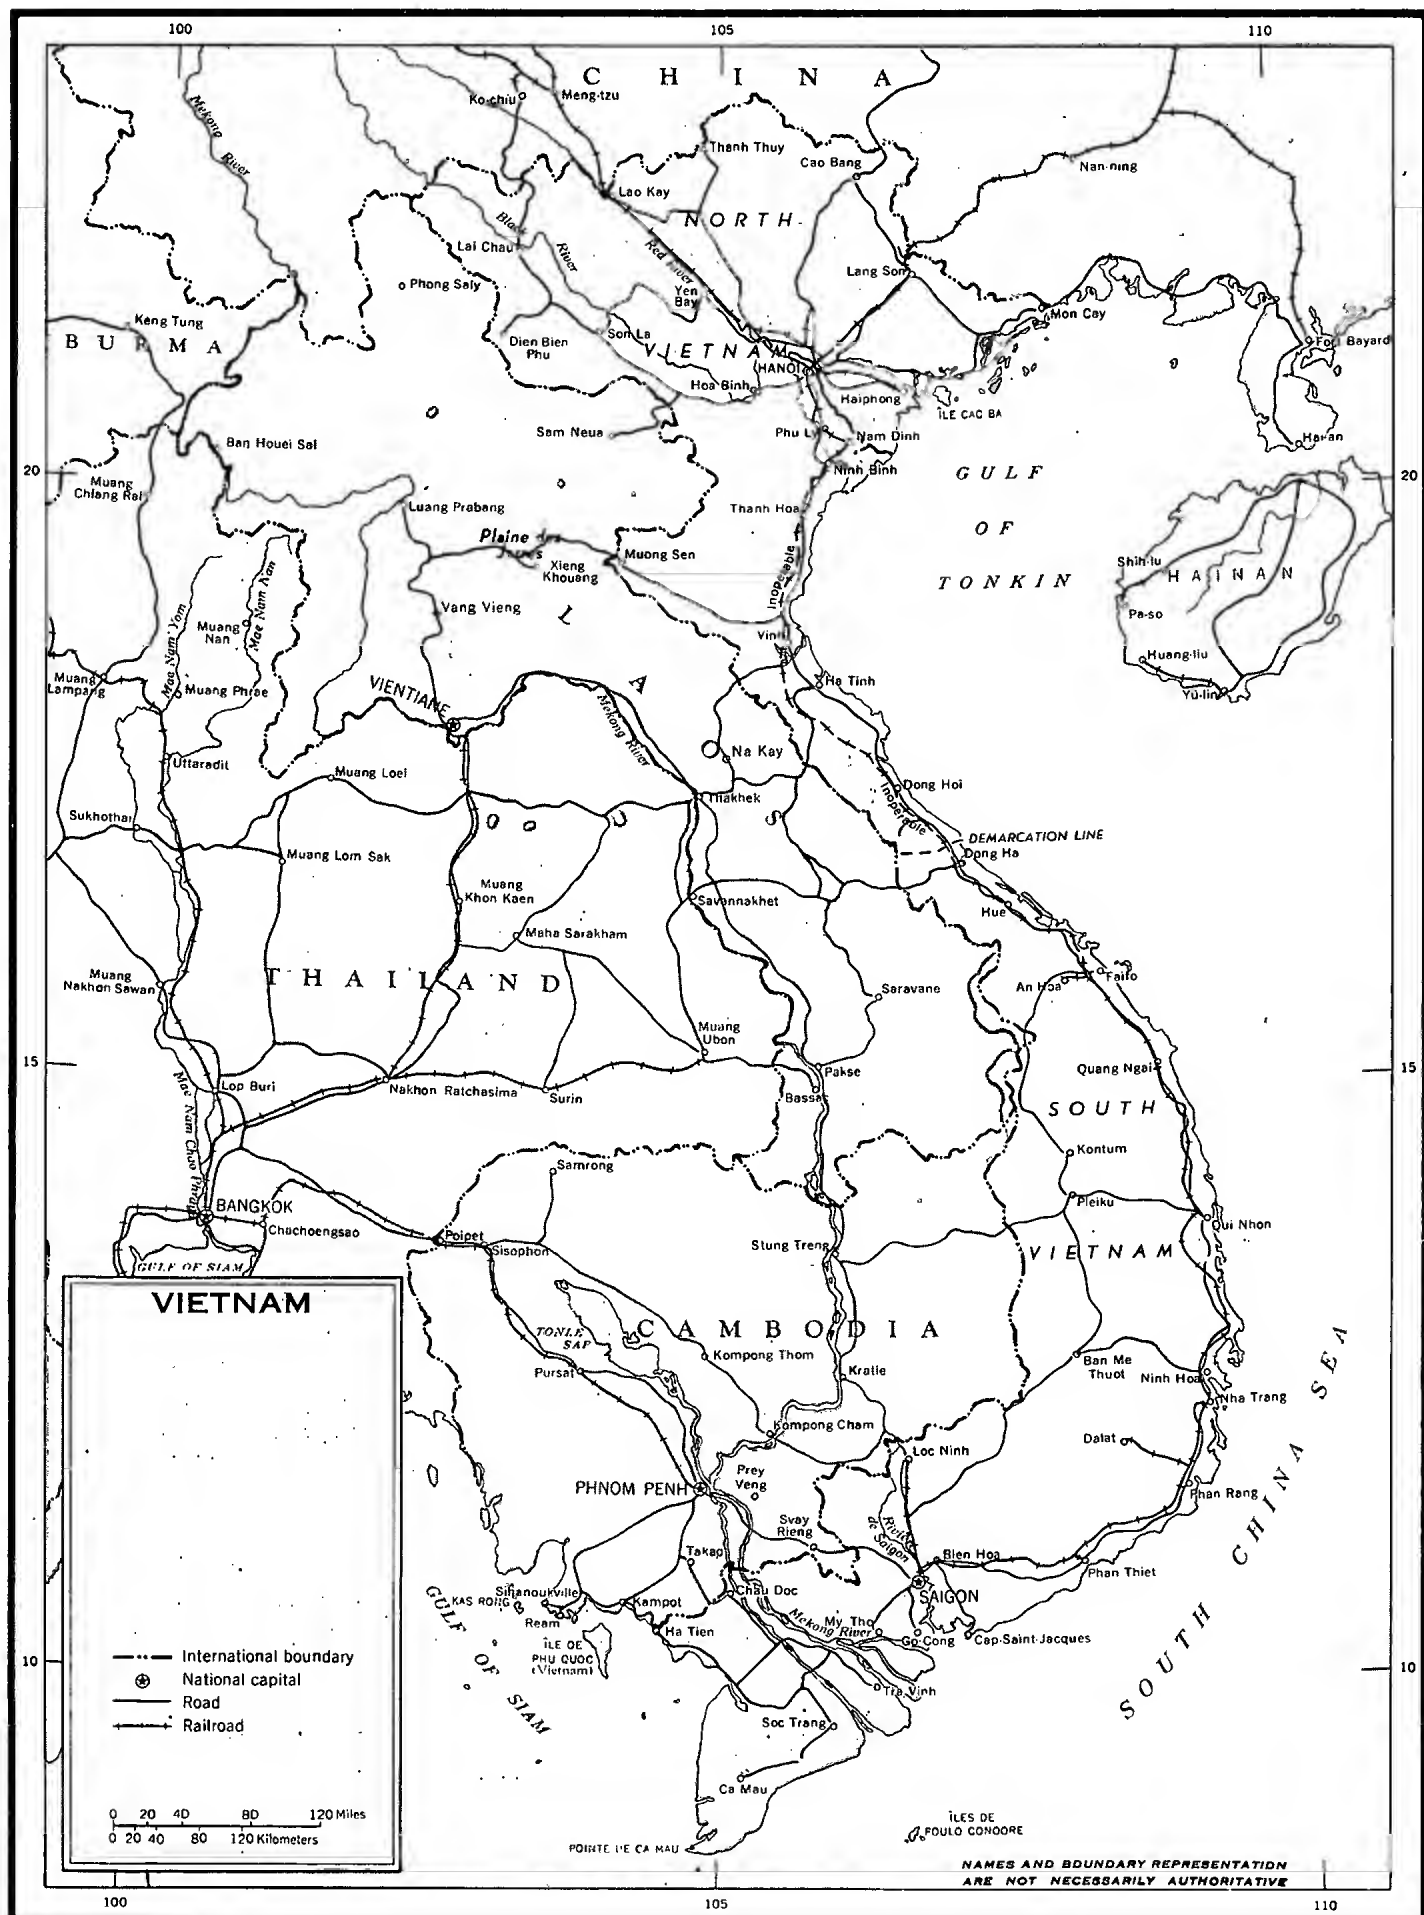 100
105
110
C H I N A
Ko-chiu
Meng-tzu
Mekong
River
Thanh Thuy
Cao Bang
Nan-ning
Lao Kay
NORTH
Black
River
Red River
Lai Chau
Yen
Bay
Lang Son
Phong Saly
Mon Cay
Keng Tung
BURMA
Son La
Dien Bien
Phu
VIETNAM
HANOI
Hoa Binh
Haiphong
ÎLE CAC BA
Bayard
Sam Neua
Phu Ly
Nam Dinh
Ninh Binh
Ban Houei Sai
20
20
Muang
Chiang Rai
Luang Prabang
Thanh Hoa
GULF
OF
TONKIN
Plaine des
Xieng
Khouang
Muong Sen
Inoperable
Shih-lu
HAINAN
Pa-so
Huang-liu
Yü-lin
Vang Vieng
Muang
Nan
Mae Nam Nan
Mae Nam Yom
Vinh
L A O S
Muang
Lampang
Muang Phrae
VIENTIANE
Mekong River
Ha Tinh
Uttaradit
Muang Loei
Na Kay
Thakhek
Dong Hoi
Inoperable
Sukhothai
DEMARCATION LINE
Dong Ha
Muang Lom Sak
Muang
Khon Kaen
Savannakhet
Hue
Maha Sarakham
Muang
Nakhon Sawan
THAILAND
Faifo
An Hoa
Saravane
Muang
Ubon
15
15
Pakse
Quang Ngai
Mae Nam Chao Phraya
Lop Buri
Nakhon Ratchasima
Surin
Bassac
SOUTH
Kontum
Samrong
Pleiku
BANGKOK
Chachoengsao
Poipet
Sisophon
Stung Treng
Qui Nhon
VIETNAM
GULF OF SIAM
VIETNAM
TONLE
SAP
CAMBODIA
Kompong Thom
Pursat
Kratie
Ban Me
Thuot
Ninh Hoa
Nha Trang
SOUTH CHINA SEA
Kompong Cham
Dalat
Loc Ninh
PHNOM PENH
Prey
Veng
Phan Rang
Svay
Rieng
Rivière
de Saigon
Bien Hoa
Phan Thiet
Takao
Chau Doc
SAIGON
Sihanoukville
KAS RONG
Ream
Kampot
Ha Tien
My Tho
Mekong River
Go Cong
Cap Saint-Jacques
GULF OF SIAM
ÎLE DE
PHU QUOC
(Vietnam)
10
10
International boundary
National capital
Road
Railroad
Tra Vinh
Soc Trang
Ca Mau
0 20 40 80 120 Miles
0 20 40 80 120 Kilometers
ÎLES DE
POULO CONDORE
POINTE DE CA MAU
NAMES AND BOUNDARY REPRESENTATION
ARE NOT NECESSARILY AUTHORITATIVE
100
105
110